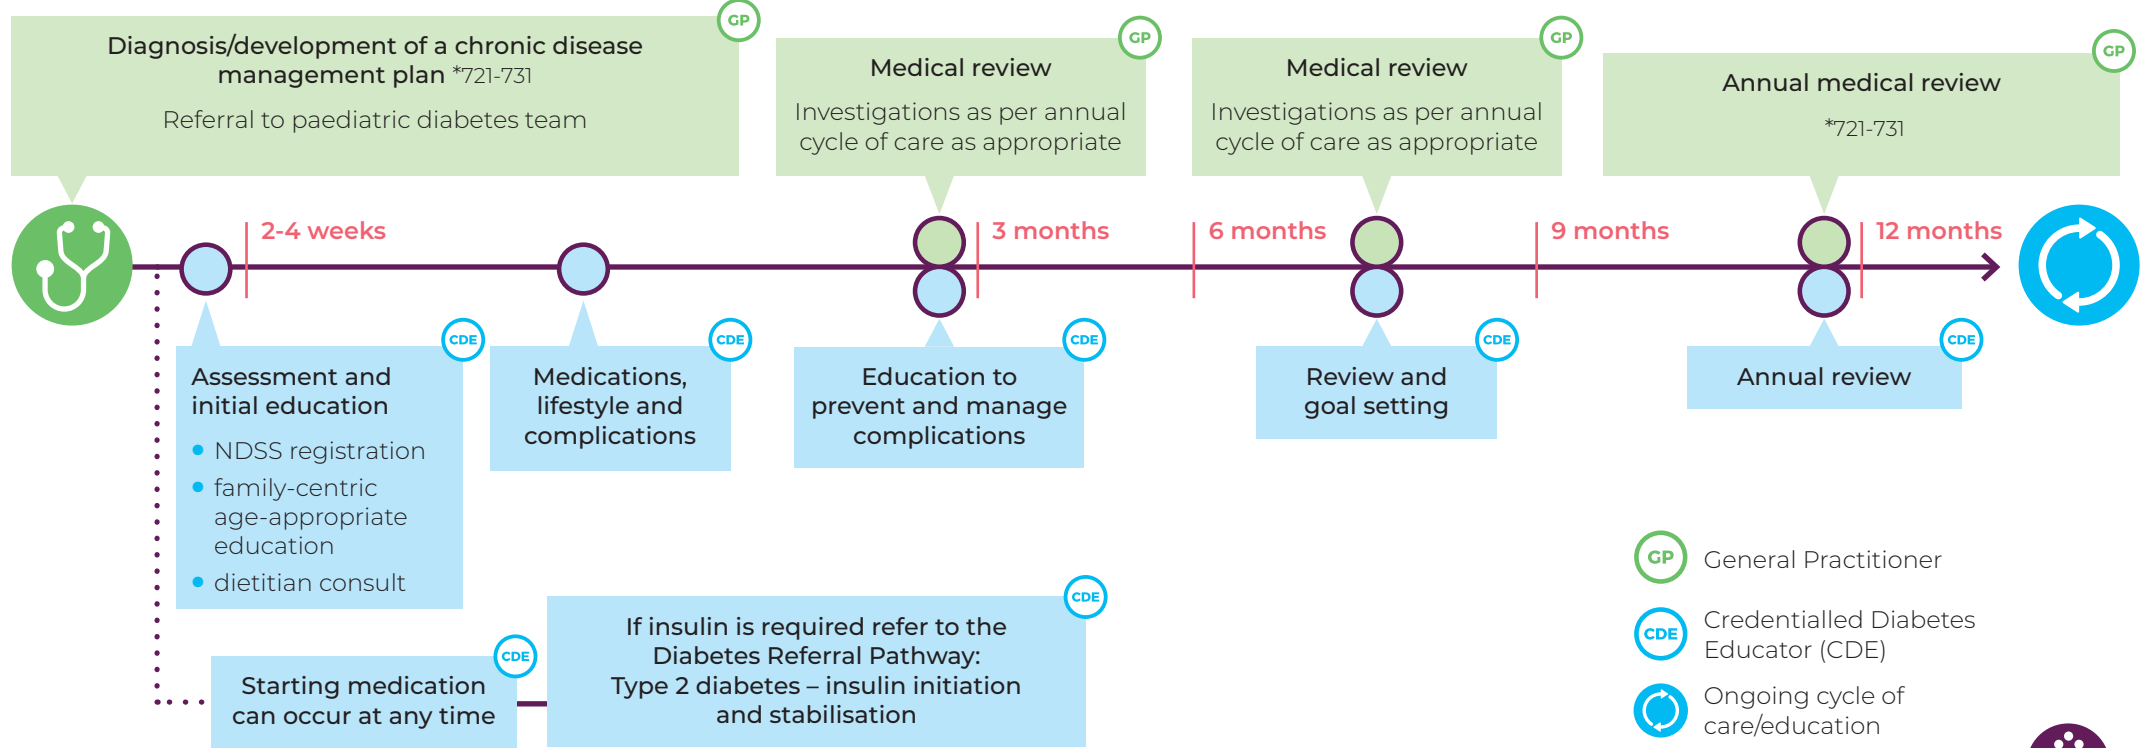 GP
Diagnosis/development of a chronic disease
management plan *721-731
Referral to paediatric diabetes team
GP
Medical review
Investigations as per annual
cycle of care as appropriate
GP
Medical review
Investigations as per annual
cycle of care as appropriate
GP
Annual medical review
*721-731
2-4 weeks
3 months
6 months
9 months
12 months
CDE
Assessment and
initial education
• NDSS registration
• family-centric
age-appropriate
education
• dietitian consult
CDE
Medications,
lifestyle and
complications
CDE
Education to
prevent and manage
complications
CDE
Review and
goal setting
CDE
Annual review
CDE
Starting medication
can occur at any time
CDE
If insulin is required refer to the
Diabetes Referral Pathway:
Type 2 diabetes – insulin initiation
and stabilisation
GP
General Practitioner
CDE
Credentialled Diabetes
Educator (CDE)
Ongoing cycle of
care/education